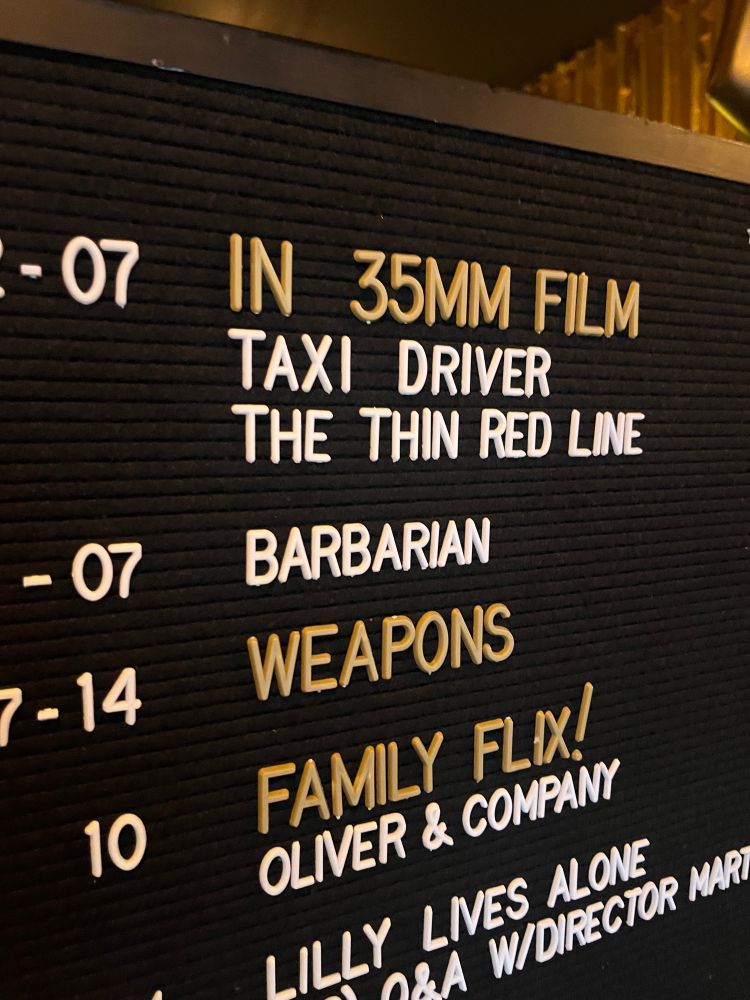 - 07 IN 35MM FILM
TAXI DRIVER
THE THIN RED LINE
- 07 BARBARIAN
WEAPONS
7 - 14
FAMILY FLIX!
10 OLIVER & COMPANY
LILLY LIVES ALONE
Q&A W/DIRECTOR MART